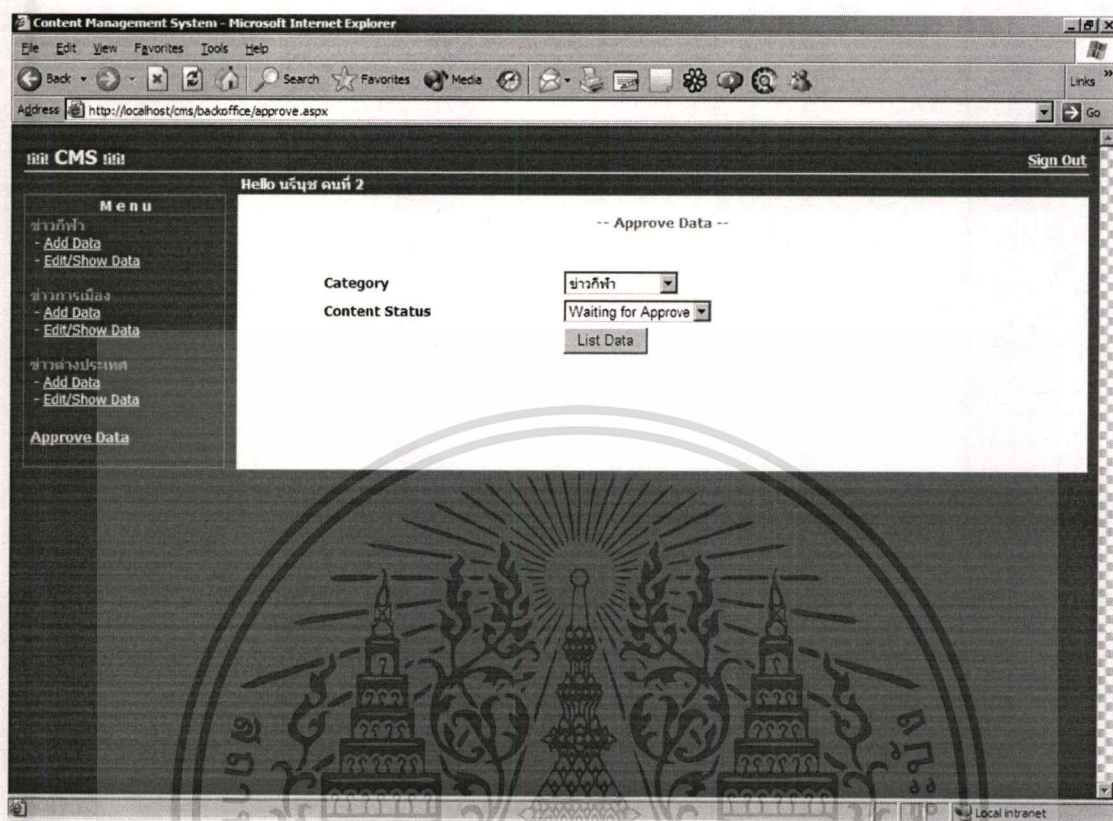 Content Management System - Microsoft Internet Explorer
File Edit View Favorites Tools Help
Back Search Favorites Media Links
Address http://localhost/cms/backoffice/approve.aspx Go
!i!i! CMS !i!i! Sign Out
Hello นรีนุช คนที่ 2
Menu
ข่าวกีฬา
- Add Data
- Edit/Show Data
ข่าวการเมือง
- Add Data
- Edit/Show Data
ข่าวต่างประเทศ
- Add Data
- Edit/Show Data
Approve Data
-- Approve Data --
Category ข่าวกีฬา
Content Status Waiting for Approve
List Data
Local intranet